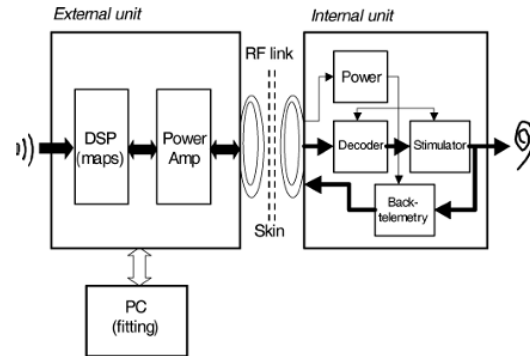 External unit
Internal unit
RF link
Power
DSP
(maps)
Power
Amp
Decoder
Stimulator
Back-
telemetry
Skin
PC
(fitting)